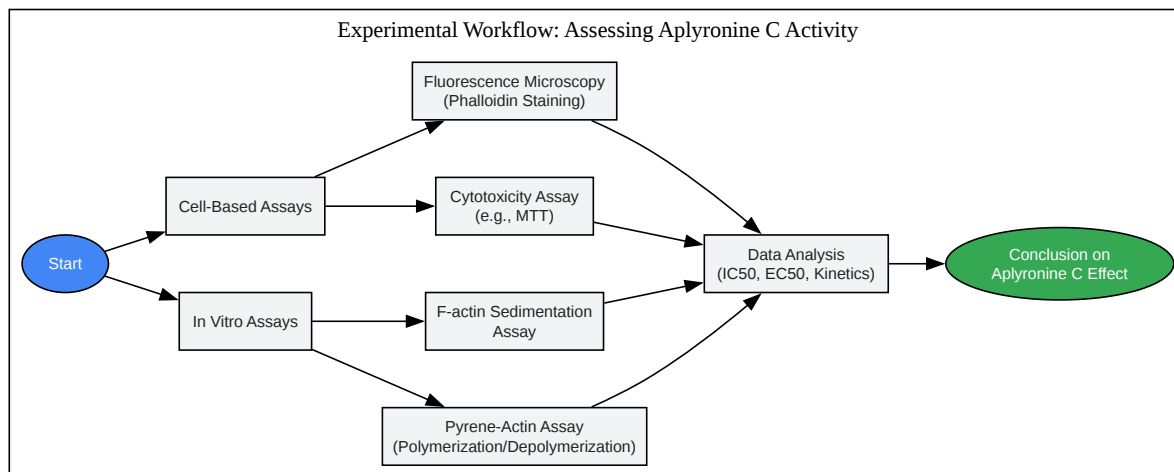 Experimental Workflow: Assessing Aplyronine C Activity
Fluorescence Microscopy
(Phalloidin Staining)
Cell-Based Assays
Cytotoxicity Assay
(e.g., MTT)
Start
Data Analysis
(IC50, EC50, Kinetics)
Conclusion on
Aplyronine C Effect
In Vitro Assays
F-actin Sedimentation
Assay
Pyrene-Actin Assay
(Polymerization/Depolymerization)